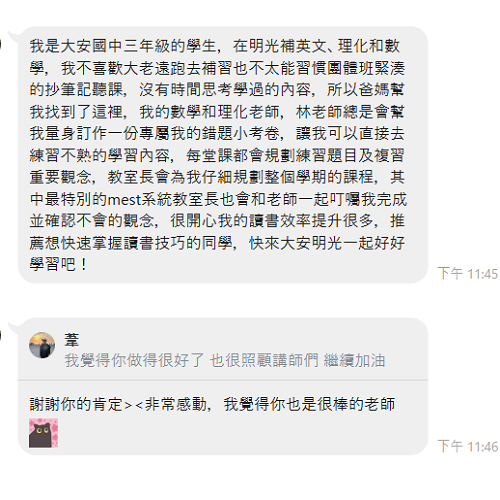 我是大安國中三年級的學生，在明光補英文、理化和數
學，我不喜歡大老遠跑去補習也不太能習慣團體班緊湊
的抄筆記聽課，沒有時間思考學過的內容，所以爸媽幫
我找到了這裡，我的數學和理化老師，林老師總是會幫
我量身訂作一份專屬我的錯題小考卷，讓我可以直接去
練習不熟的學習內容，每堂課都會規劃練習題目及複習
重要觀念，教室長會為我仔細規劃整個學期的課程，其
中最特別的mest系統教室長也會和老師一起叮囑我完成
並確認不會的觀念，很開心我的讀書效率提升很多，推
薦想快速掌握讀書技巧的同學，快來大安明光一起好好
學習吧！
下午 11:45
葦
我覺得你做得很好了 也很照顧講師們 繼續加油
謝謝你的肯定><非常感動，我覺得你也是很棒的老師
下午 11:46